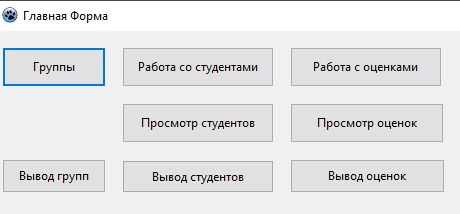 Главная Форма
Группы
Работа со студентами
Работа с оценками
Просмотр студентов
Просмотр оценок
Вывод групп
Вывод студентов
Вывод оценок